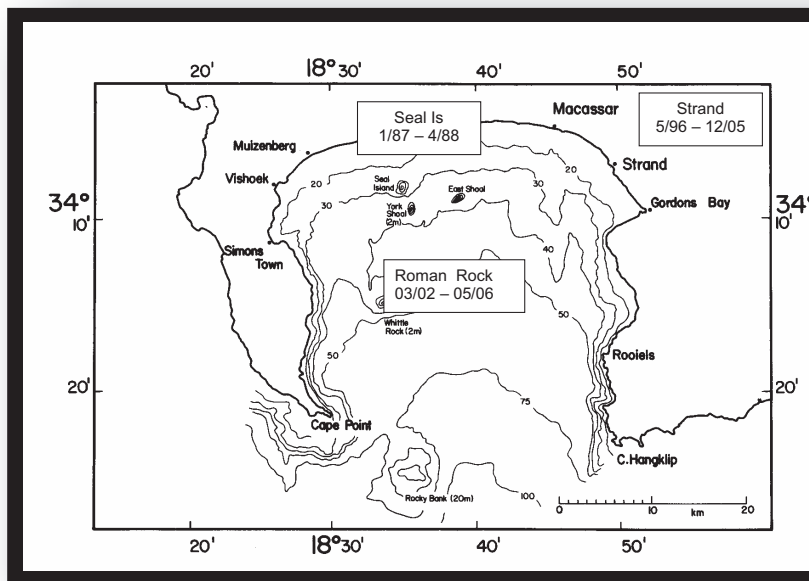 20'
18° 30'
40'
50'
Seal Is
1/87 – 4/88
Macassar
Strand
5/96 – 12/05
Muizenberg
Vishoek
20
20
Strand
Seal
Island
30
30
East Shoal
34°
10'
York
Shoal
(2m)
Gordons Bay
34°
10'
Simons
Town
40
Roman Rock
03/02 – 05/06
Whittle
Rock (2m)
50
50
Rooiels
20'
20'
75
Cape Point
C. Hangklip
Rocky Bank (20m)
100
0
10
20
km
20'
18° 30'
40'
50'